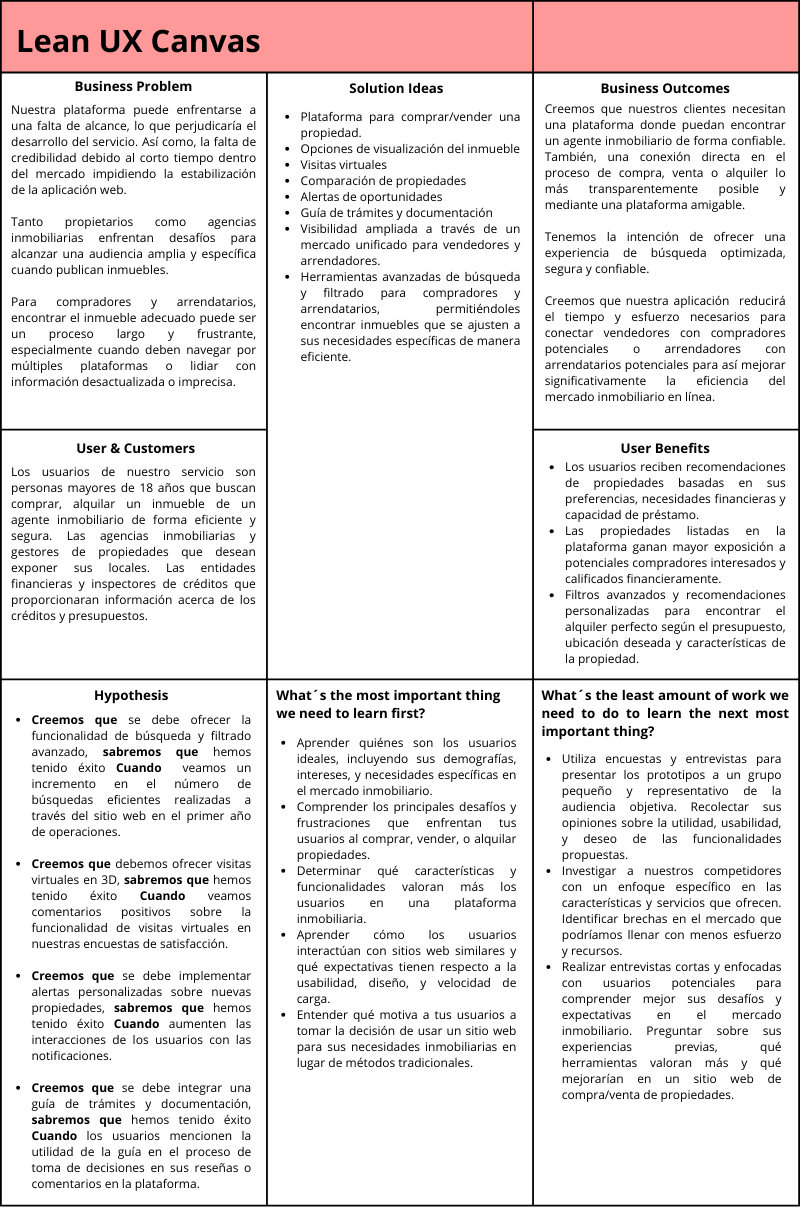 Lean UX Canvas
Business Problem
Nuestra plataforma puede enfrentarse a
una falta de alcance, lo que perjudicaría el
desarrollo del servicio. Así como, la falta de
credibilidad debido al corto tiempo dentro
del mercado impidiendo la estabilización
de la aplicación web.
Tanto propietarios como agencias
inmobiliarias enfrentan desafíos para
alcanzar una audiencia amplia y específica
cuando publican inmuebles.
Para compradores y arrendatarios,
encontrar el inmueble adecuado puede ser
un proceso largo y frustrante,
especialmente cuando deben navegar por
múltiples plataformas o lidiar con
información desactualizada o imprecisa.
Solution Ideas
• Plataforma para comprar/vender una
propiedad.
• Opciones de visualización del inmueble
• Visitas virtuales
• Comparación de propiedades
• Alertas de oportunidades
• Guía de trámites y documentación
• Visibilidad ampliada a través de un
mercado unificado para vendedores y
arrendadores.
• Herramientas avanzadas de búsqueda
y filtrado para compradores y
arrendatarios, permitiéndoles
encontrar inmuebles que se ajusten a
sus necesidades específicas de manera
eficiente.
Business Outcomes
Creemos que nuestros clientes necesitan
una plataforma donde puedan encontrar
un agente inmobiliario de forma confiable.
También, una conexión directa en el
proceso de compra, venta o alquiler lo
más transparentemente posible y
mediante una plataforma amigable.
Tenemos la intención de ofrecer una
experiencia de búsqueda optimizada,
segura y confiable.
Creemos que nuestra aplicación reducirá
el tiempo y esfuerzo necesarios para
conectar vendedores con compradores
potenciales o arrendadores con
arrendatarios potenciales para así mejorar
significativamente la eficiencia del
mercado inmobiliario en línea.
User & Customers
Los usuarios de nuestro servicio son
personas mayores de 18 años que buscan
comprar, alquilar un inmueble de un
agente inmobiliario de forma eficiente y
segura. Las agencias inmobiliarias y
gestores de propiedades que desean
exponer sus locales. Las entidades
financieras y inspectores de créditos que
proporcionaran información acerca de los
créditos y presupuestos.
User Benefits
• Los usuarios reciben recomendaciones
de propiedades basadas en sus
preferencias, necesidades financieras y
capacidad de préstamo.
• Las propiedades listadas en la
plataforma ganan mayor exposición a
potenciales compradores interesados y
calificados financieramente.
• Filtros avanzados y recomendaciones
personalizadas para encontrar el
alquiler perfecto según el presupuesto,
ubicación deseada y características de
la propiedad.
Hypothesis
• Creemos que se debe ofrecer la
funcionalidad de búsqueda y filtrado
avanzado, sabremos que hemos
tenido éxito Cuando veamos un
incremento en el número de
búsquedas eficientes realizadas a
través del sitio web en el primer año
de operaciones.
• Creemos que debemos ofrecer visitas
virtuales en 3D, sabremos que hemos
tenido éxito Cuando veamos
comentarios positivos sobre la
funcionalidad de visitas virtuales en
nuestras encuestas de satisfacción.
• Creemos que se debe implementar
alertas personalizadas sobre nuevas
propiedades, sabremos que hemos
tenido éxito Cuando aumenten las
interacciones de los usuarios con las
notificaciones.
• Creemos que se debe integrar una
guía de trámites y documentación,
sabremos que hemos tenido éxito
Cuando los usuarios mencionen la
utilidad de la guía en el proceso de
toma de decisiones en sus reseñas o
comentarios en la plataforma.
What´s the most important thing
we need to learn first?
• Aprender quiénes son los usuarios
ideales, incluyendo sus demografías,
intereses, y necesidades específicas en
el mercado inmobiliario.
• Comprender los principales desafíos y
frustraciones que enfrentan tus
usuarios al comprar, vender, o alquilar
propiedades.
• Determinar qué características y
funcionalidades valoran más los
usuarios en una plataforma
inmobiliaria.
• Aprender cómo los usuarios
interactúan con sitios web similares y
qué expectativas tienen respecto a la
usabilidad, diseño, y velocidad de
carga.
• Entender qué motiva a tus usuarios a
tomar la decisión de usar un sitio web
para sus necesidades inmobiliarias en
lugar de métodos tradicionales.
What´s the least amount of work we
need to do to learn the next most
important thing?
• Utiliza encuestas y entrevistas para
presentar los prototipos a un grupo
pequeño y representativo de la
audiencia objetiva. Recolectar sus
opiniones sobre la utilidad, usabilidad,
y deseo de las funcionalidades
propuestas.
• Investigar a nuestros competidores
con un enfoque específico en las
características y servicios que ofrecen.
Identificar brechas en el mercado que
podríamos llenar con menos esfuerzo
y recursos.
• Realizar entrevistas cortas y enfocadas
con usuarios potenciales para
comprender mejor sus desafíos y
expectativas en el mercado
inmobiliario. Preguntar sobre sus
experiencias previas, qué
herramientas valoran más y qué
mejorarían en un sitio web de
compra/venta de propiedades.